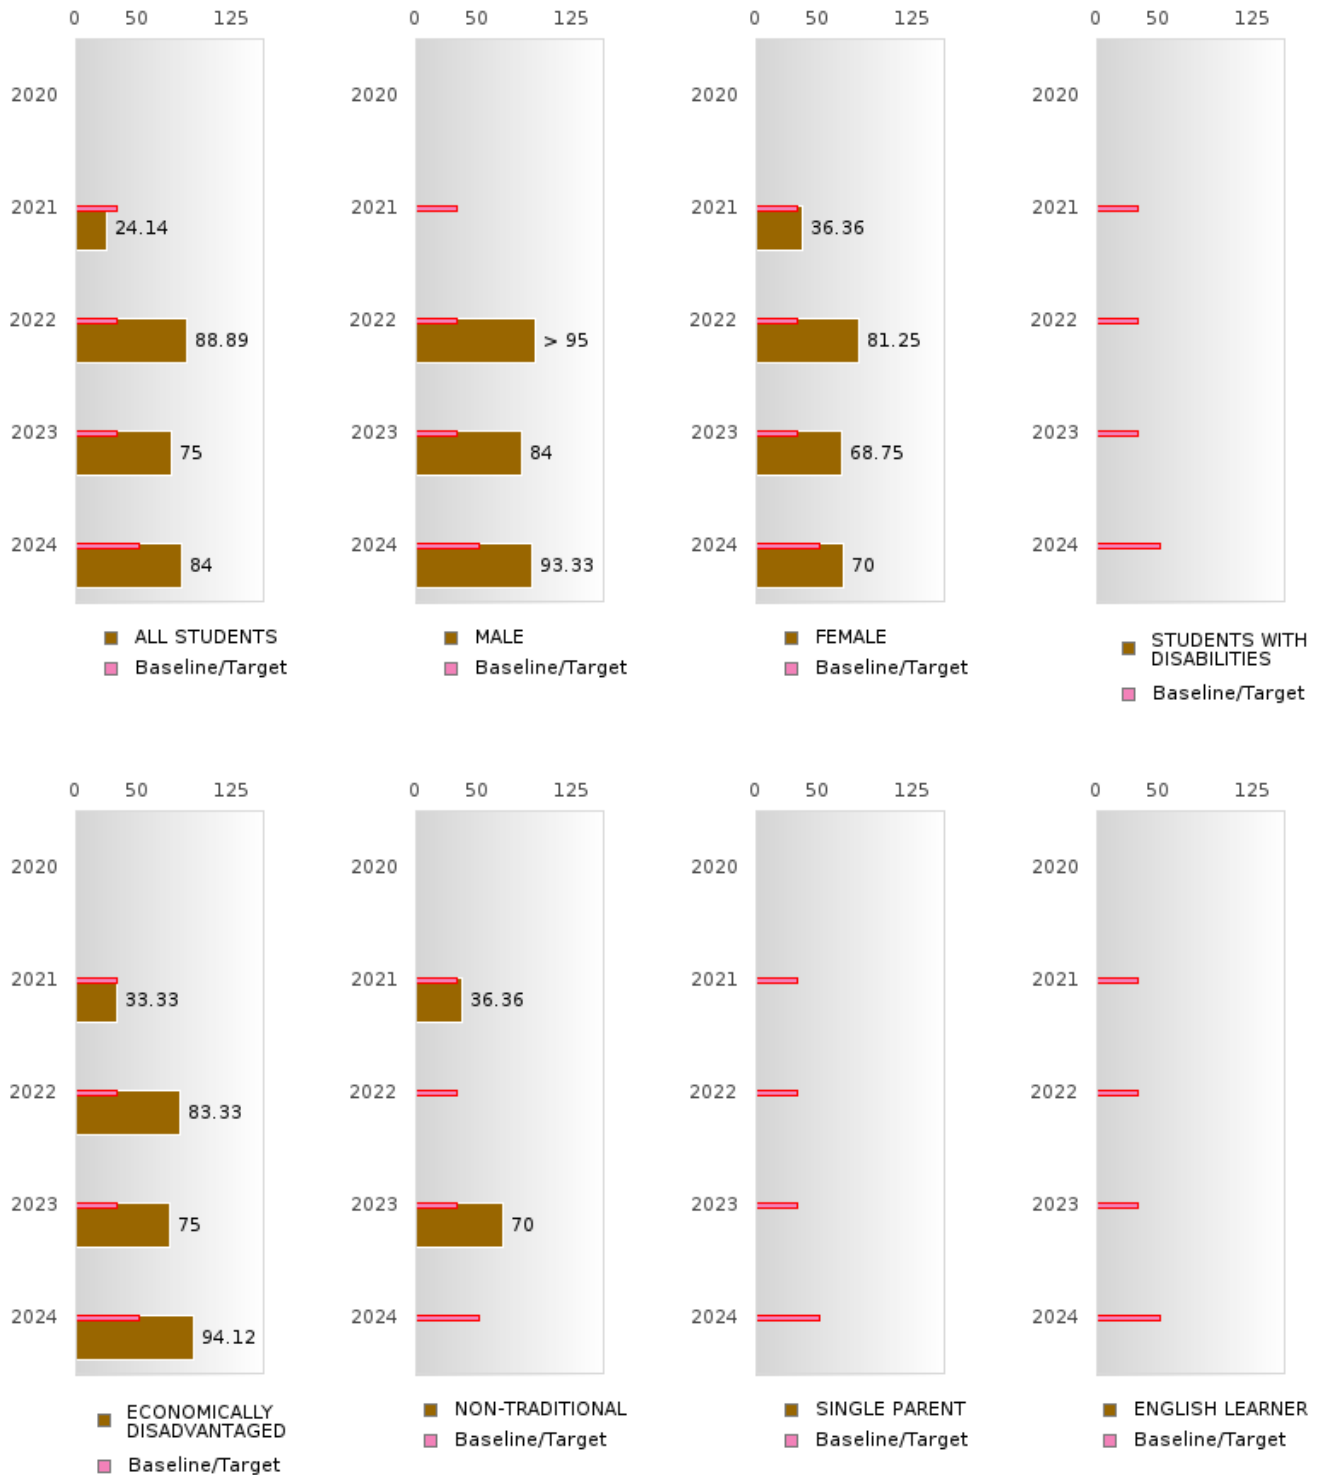 0 50 125 0 50 125 0 50 125 0 50 125
2020 2020 2020 2020
2021 2021 2021 2021
24.14 36.36
2022 2022 2022 2022
88.89 > 95 81.25
2023 2023 2023 2023
75 84 68.75
2024 2024 2024 2024
84 93.33 70
ALL STUDENTS MALE FEMALE STUDENTS WITH
DISABILITIES
Baseline/Target Baseline/Target Baseline/Target Baseline/Target
0 50 125 0 50 125 0 50 125 0 50 125
2020 2020 2020 2020
2021 2021 2021 2021
33.33 36.36
2022 2022 2022 2022
83.33
2023 2023 2023 2023
75 70
2024 2024 2024 2024
94.12
ECONOMICALLY NON-TRADITIONAL SINGLE PARENT ENGLISH LEARNER
DISADVANTAGED
Baseline/Target Baseline/Target Baseline/Target Baseline/Target